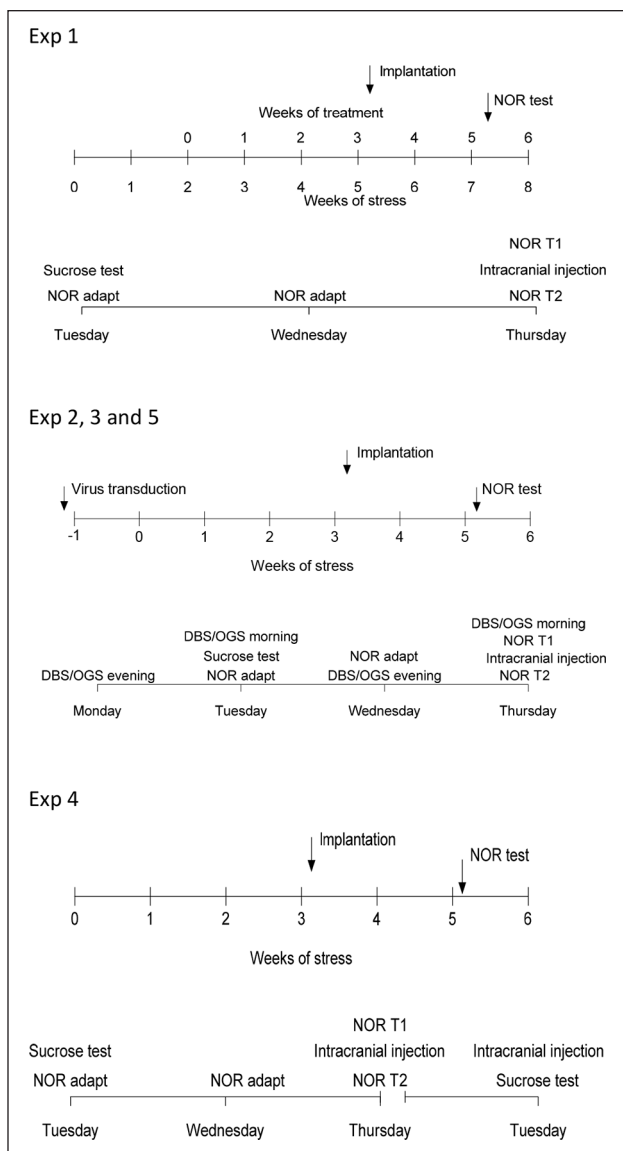 Exp 1
Implantation
NOR test
Weeks of treatment
0 1 2 3 4 5 6
0 1 2 3 4 5 6 7 8
Weeks of stress
NOR T1
Sucrose test Intracranial injection
NOR adapt NOR adapt NOR T2
Tuesday Wednesday Thursday
Exp 2, 3 and 5
Implantation
Virus transduction NOR test
-1 0 1 2 3 4 5 6
Weeks of stress
DBS/OGS morning DBS/OGS morning
NOR T1
Sucrose test NOR adapt Intracranial injection
DBS/OGS evening NOR adapt DBS/OGS evening NOR T2
Monday Tuesday Wednesday Thursday
Exp 4
Implantation
NOR test
0 1 2 3 4 5 6
Weeks of stress
NOR T1
Sucrose test Intracranial injection Intracranial injection
NOR adapt NOR adapt NOR T2 Sucrose test
Tuesday Wednesday Thursday Tuesday